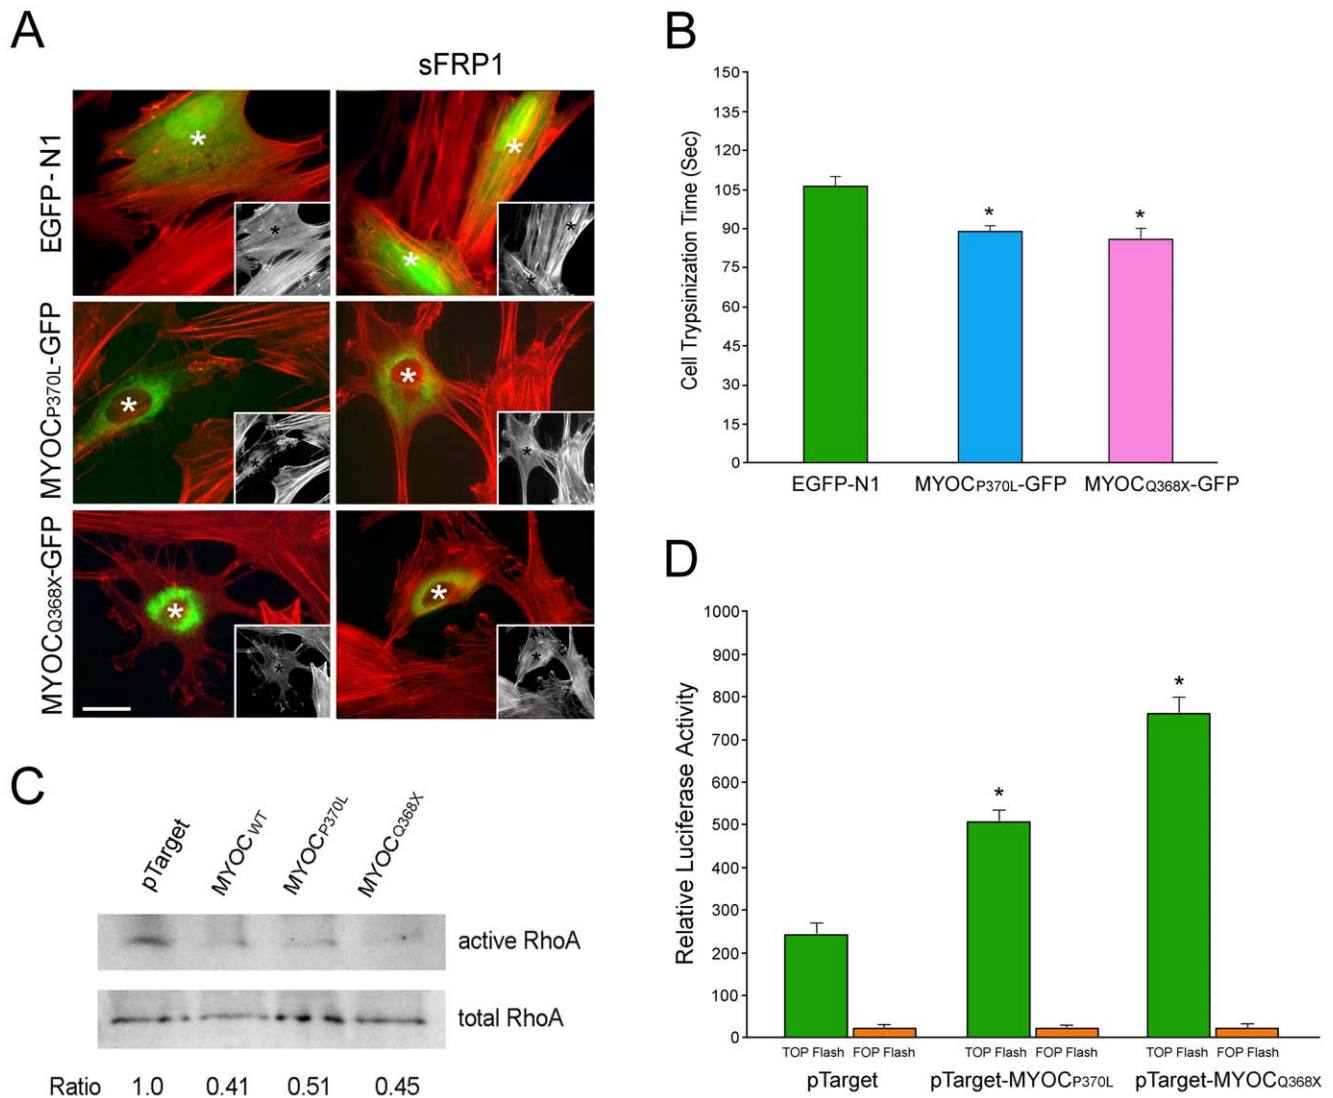 A
sFRP1
EGFP-N1
MYOCP370L-GFP
MYOCQ368X-GFP
B
Cell Trypsinization Time (Sec)
150
135
120
105
90
75
60
45
30
15
0
*
*
EGFP-N1 MYOCP370L-GFP MYOCQ368X-GFP
C
pTarget MYOCWT MYOCP370L MYOCQ368X
active RhoA
total RhoA
Ratio 1.0 0.41 0.51 0.45
D
Relative Luciferase Activity
1000
900
800
700
600
500
400
300
200
100
0
*
*
TOP Flash FOP Flash TOP Flash FOP Flash TOP Flash FOP Flash
pTarget pTarget-MYOCP370L pTarget-MYOCQ368X